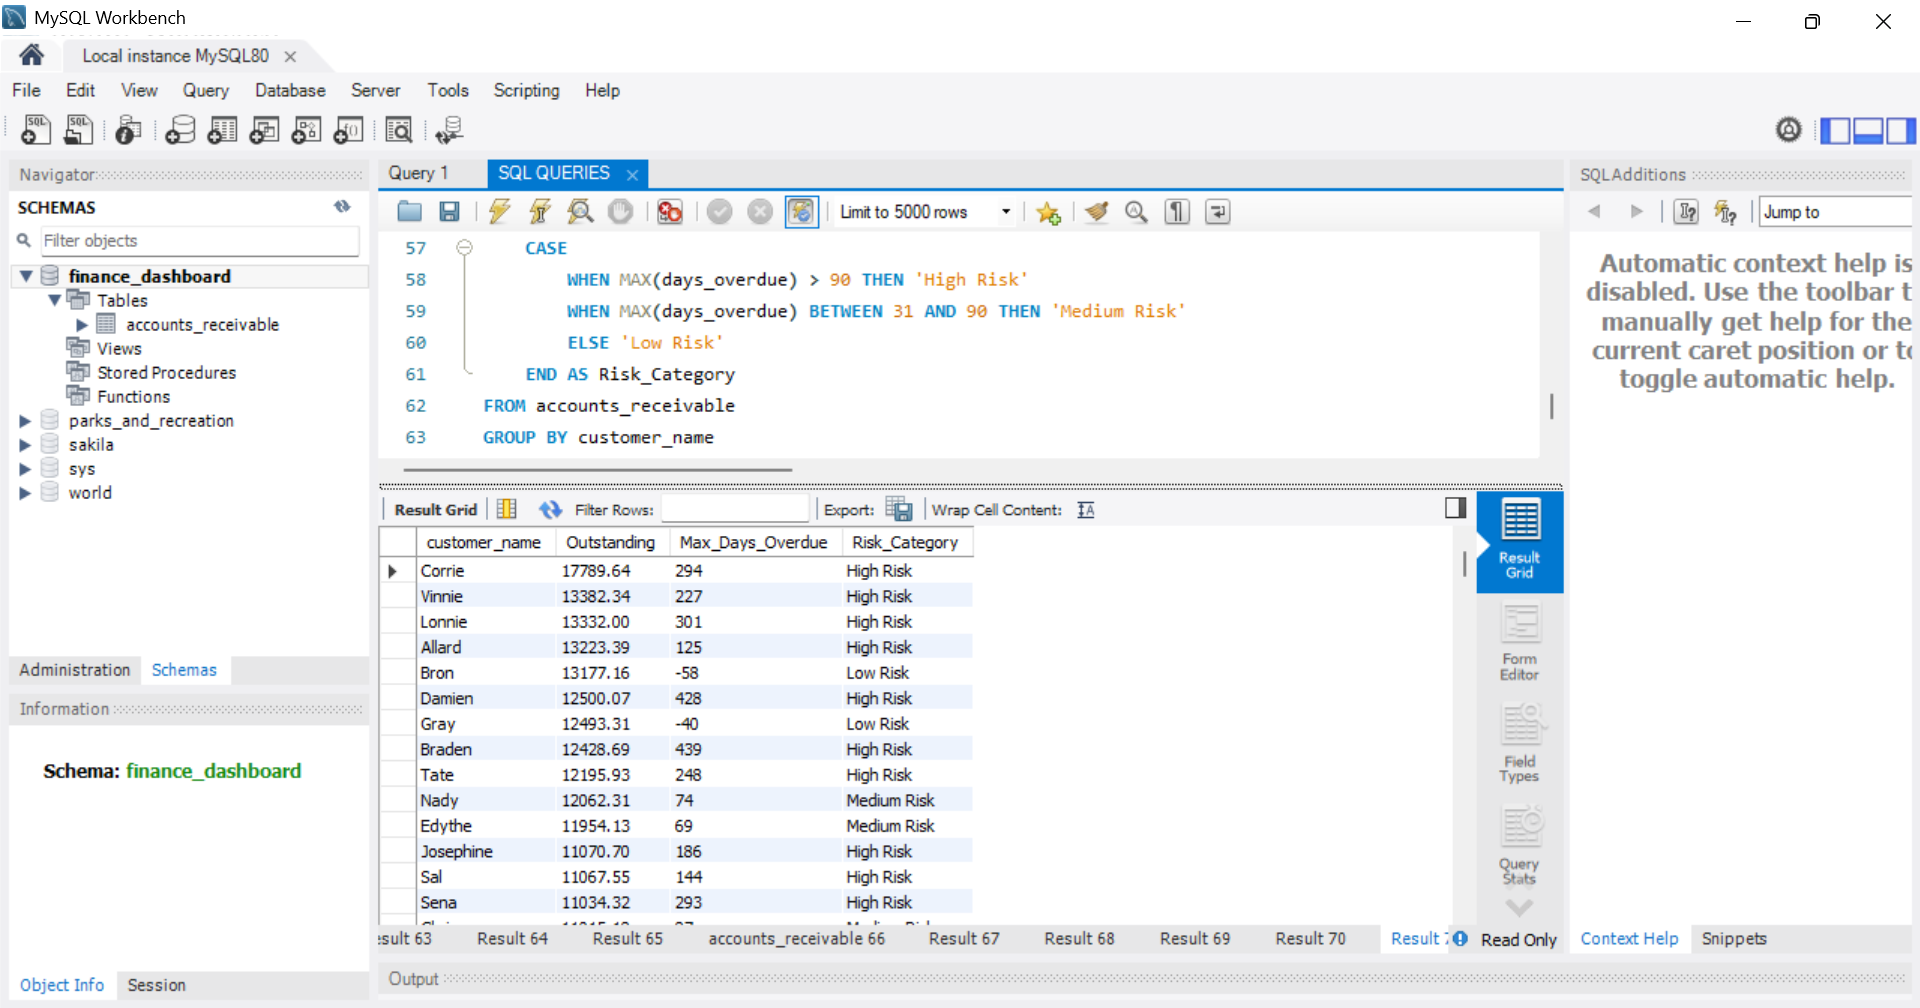 MySQL Workbench
Local instance MySQL80
File Edit View Query Database Server Tools Scripting Help
Navigator
SCHEMAS
Filter objects
finance_dashboard
Tables
accounts_receivable
Views
Stored Procedures
Functions
parks_and_recreation
sakila
sys
world
Administration Schemas
Information
Schema: finance_dashboard
Object Info Session
Query 1 SQL QUERIES
Limit to 5000 rows
57 CASE
58 WHEN MAX(days_overdue) > 90 THEN 'High Risk'
59 WHEN MAX(days_overdue) BETWEEN 31 AND 90 THEN 'Medium Risk'
60 ELSE 'Low Risk'
61 END AS Risk_Category
62 FROM accounts_receivable
63 GROUP BY customer_name
Result Grid Filter Rows: Export: Wrap Cell Content:
customer_name Outstanding Max_Days_Overdue Risk_Category
Corrie 17789.64 294 High Risk
Vinnie 13382.34 227 High Risk
Lonnie 13332.00 301 High Risk
Allard 13223.39 125 High Risk
Bron 13177.16 -58 Low Risk
Damien 12500.07 428 High Risk
Gray 12493.31 -40 Low Risk
Braden 12428.69 439 High Risk
Tate 12195.93 248 High Risk
Nady 12062.31 74 Medium Risk
Edythe 11954.13 69 Medium Risk
Josephine 11070.70 186 High Risk
Sal 11067.55 144 High Risk
Sena 11034.32 293 High Risk
Result
Grid
Form
Editor
Field
Types
Query
Stats
esult 63 Result 64 Result 65 accounts_receivable 66 Result 67 Result 68 Result 69 Result 70 Result Read Only
Output
SQLAdditions
Jump to
Automatic context help is
disabled. Use the toolbar t
manually get help for the
current caret position or to
toggle automatic help.
Context Help Snippets